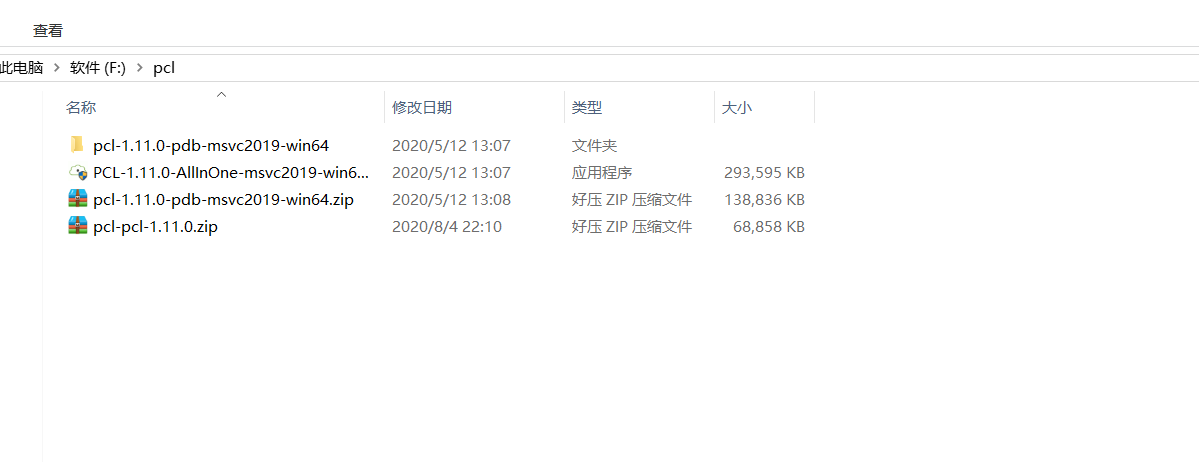 查看
此电脑 > 软件 (F:) > pcl
名称 修改日期 类型 大小
pcl-1.11.0-pdb-msvc2019-win64 2020/5/12 13:07 文件夹
PCL-1.11.0-AllInOne-msvc2019-win6... 2020/5/12 13:07 应用程序 293,595 KB
pcl-1.11.0-pdb-msvc2019-win64.zip 2020/5/12 13:08 好压 ZIP 压缩文件 138,836 KB
pcl-pcl-1.11.0.zip 2020/8/4 22:10 好压 ZIP 压缩文件 68,858 KB